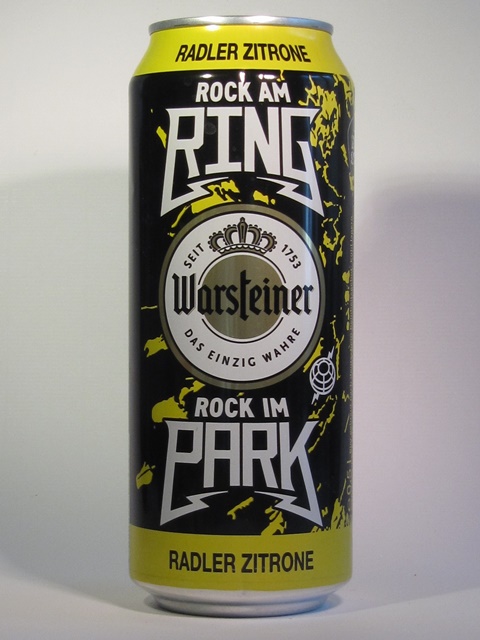 RADLER ZITRONE
ROCK AM
RING
SEIT 1753
Warsteiner
DAS EINZIG WAHRE
ROCK IM
PARK
RADLER ZITRONE